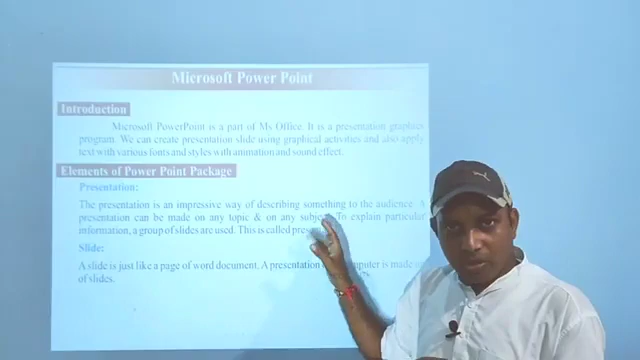 Microsoft Power Point
Introduction
Microsoft PowerPoint is a part of Ms Office. It is a presentation graphics
program. We can create presentation slide using graphical activities and also apply
text with various fonts and styles with animation and sound effect.
Elements of Power Point Package
Presentation:
The presentation is an impressive way of describing something to the audience. A
presentation can be made on any topic & on any subject. To explain particular
information, a group of slides are used. This is called
Slide:
A slide is just like a page of word document. A presentation is made
of slides.